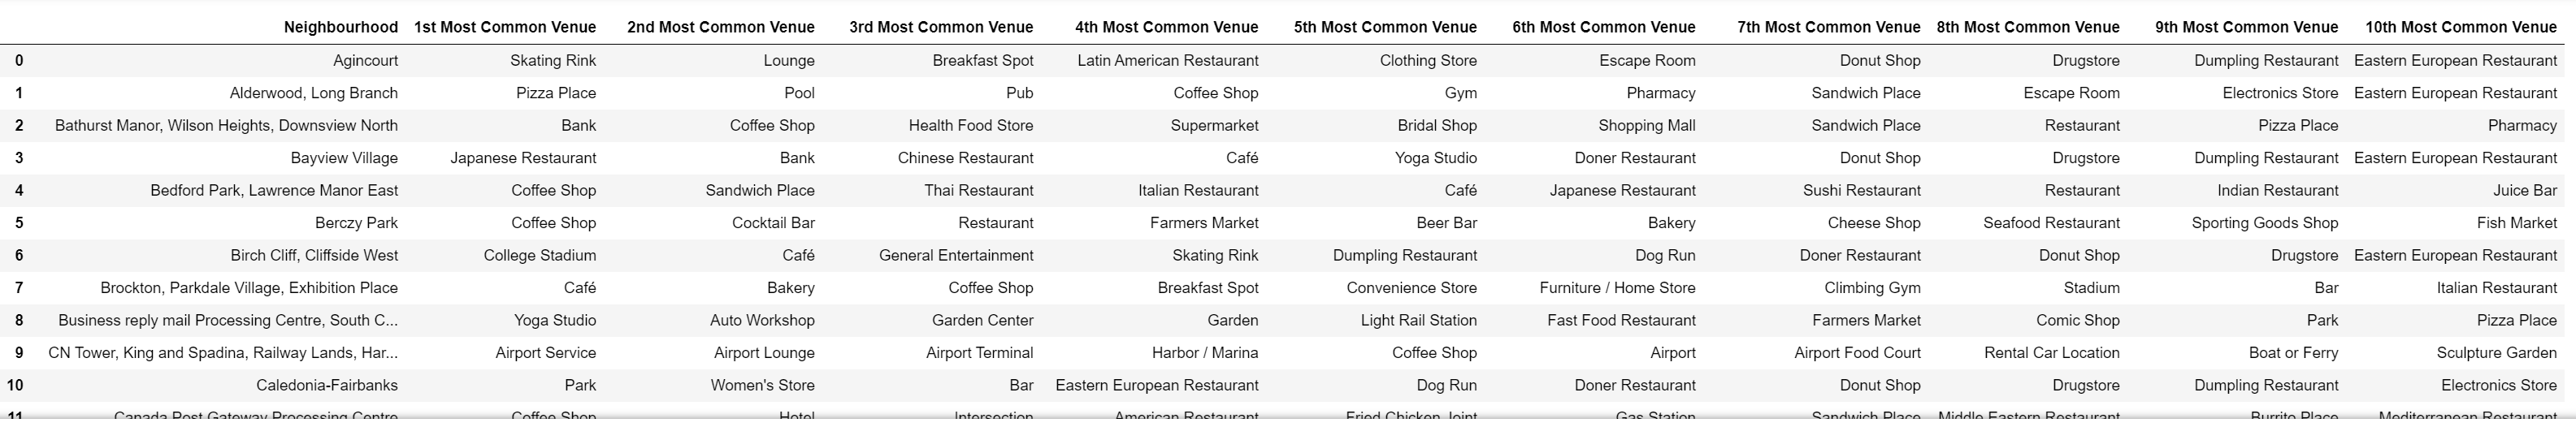 Neighbourhood 1st Most Common Venue 2nd Most Common Venue 3rd Most Common Venue 4th Most Common Venue 5th Most Common Venue 6th Most Common Venue 7th Most Common Venue 8th Most Common Venue 9th Most Common Venue 10th Most Common Venue
0 Agincourt Skating Rink Lounge Breakfast Spot Latin American Restaurant Clothing Store Escape Room Donut Shop Drugstore Dumpling Restaurant Eastern European Restaurant
1 Alderwood, Long Branch Pizza Place Pool Pub Coffee Shop Gym Pharmacy Sandwich Place Escape Room Electronics Store Eastern European Restaurant
2 Bathurst Manor, Wilson Heights, Downsview North Bank Coffee Shop Health Food Store Supermarket Bridal Shop Shopping Mall Sandwich Place Restaurant Pizza Place Pharmacy
3 Bayview Village Japanese Restaurant Bank Chinese Restaurant Café Yoga Studio Doner Restaurant Donut Shop Drugstore Dumpling Restaurant Eastern European Restaurant
4 Bedford Park, Lawrence Manor East Coffee Shop Sandwich Place Thai Restaurant Italian Restaurant Café Japanese Restaurant Sushi Restaurant Restaurant Indian Restaurant Juice Bar
5 Berczy Park Coffee Shop Cocktail Bar Restaurant Farmers Market Beer Bar Bakery Cheese Shop Seafood Restaurant Sporting Goods Shop Fish Market
6 Birch Cliff, Cliffside West College Stadium Café General Entertainment Skating Rink Dumpling Restaurant Dog Run Doner Restaurant Donut Shop Drugstore Eastern European Restaurant
7 Brockton, Parkdale Village, Exhibition Place Café Bakery Coffee Shop Breakfast Spot Convenience Store Furniture / Home Store Climbing Gym Stadium Bar Italian Restaurant
8 Business reply mail Processing Centre, South C... Yoga Studio Auto Workshop Garden Center Garden Light Rail Station Fast Food Restaurant Farmers Market Comic Shop Park Pizza Place
9 CN Tower, King and Spadina, Railway Lands, Har... Airport Service Airport Lounge Airport Terminal Harbor / Marina Coffee Shop Airport Airport Food Court Rental Car Location Boat or Ferry Sculpture Garden
10 Caledonia-Fairbanks Park Women's Store Bar Eastern European Restaurant Dog Run Doner Restaurant Donut Shop Drugstore Dumpling Restaurant Electronics Store
11 Canada Post Gateway Processing Centre Coffee Shop Hotel Intersection American Restaurant Fried Chicken Joint Gas Station Sandwich Place Middle Eastern Restaurant Burrito Place Mediterranean Restaurant